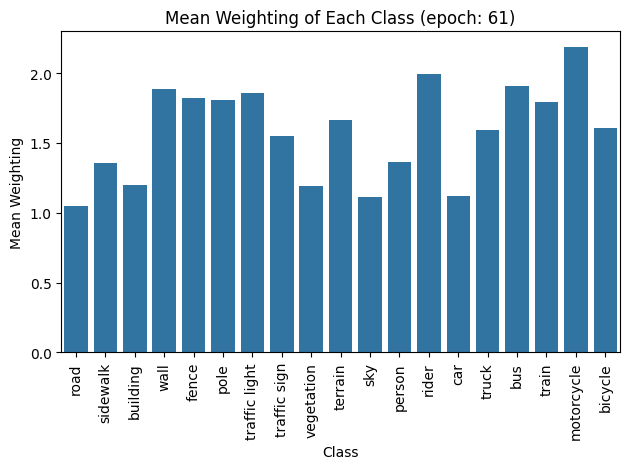 Mean Weighting of Each Class (epoch: 61)
Mean Weighting
2.0
1.5
1.0
0.5
0.0
road
sidewalk
building
wall
fence
pole
traffic light
traffic sign
vegetation
terrain
sky
person
rider
car
truck
bus
train
motorcycle
bicycle
Class